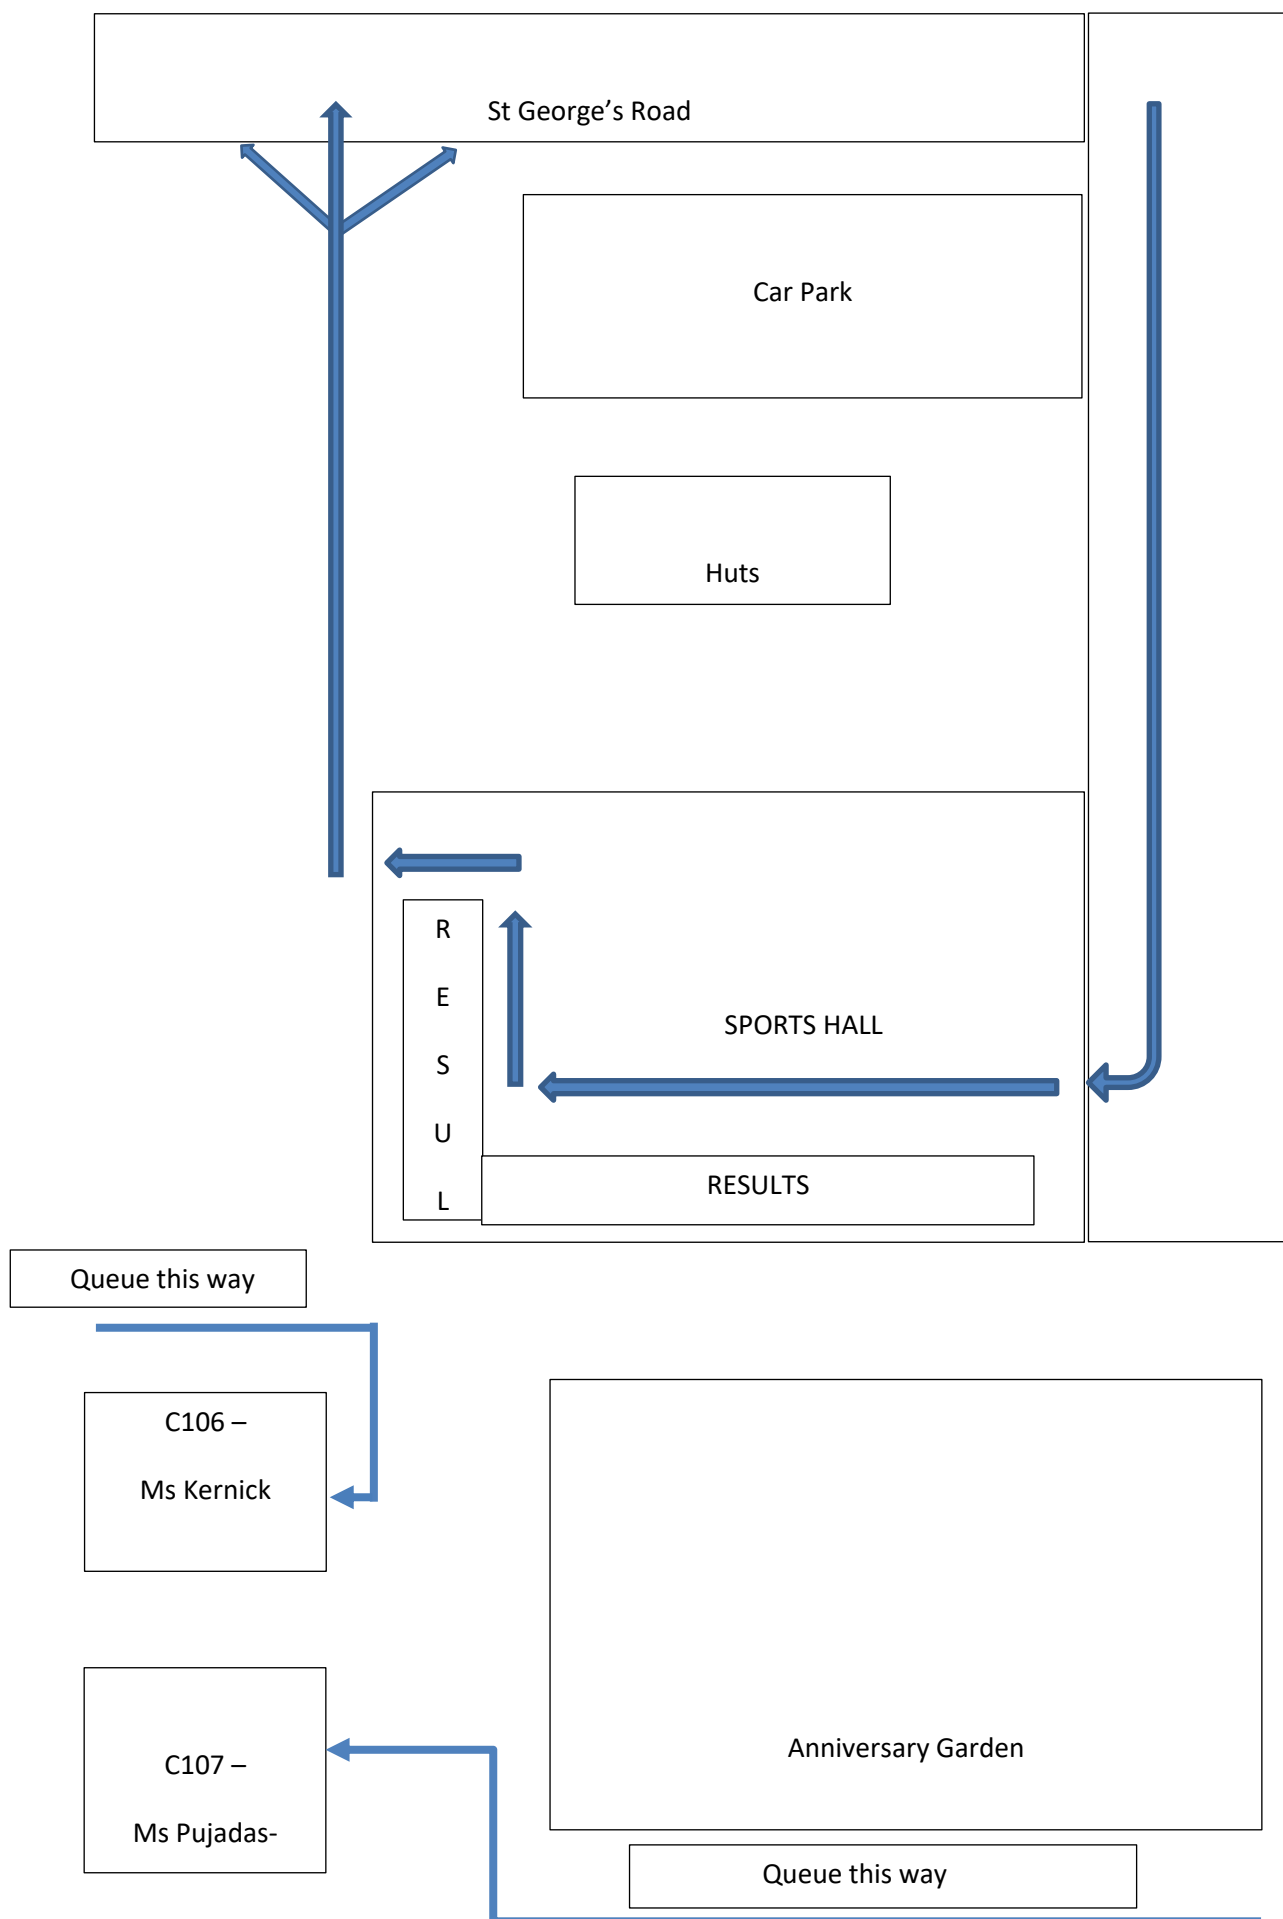 St George’s Road
Car Park
Huts
R
E
S
U
L
SPORTS HALL
RESULTS
Queue this way
C106 –
Ms Kernick
C107 –
Ms Pujadas-
Anniversary Garden
Queue this way